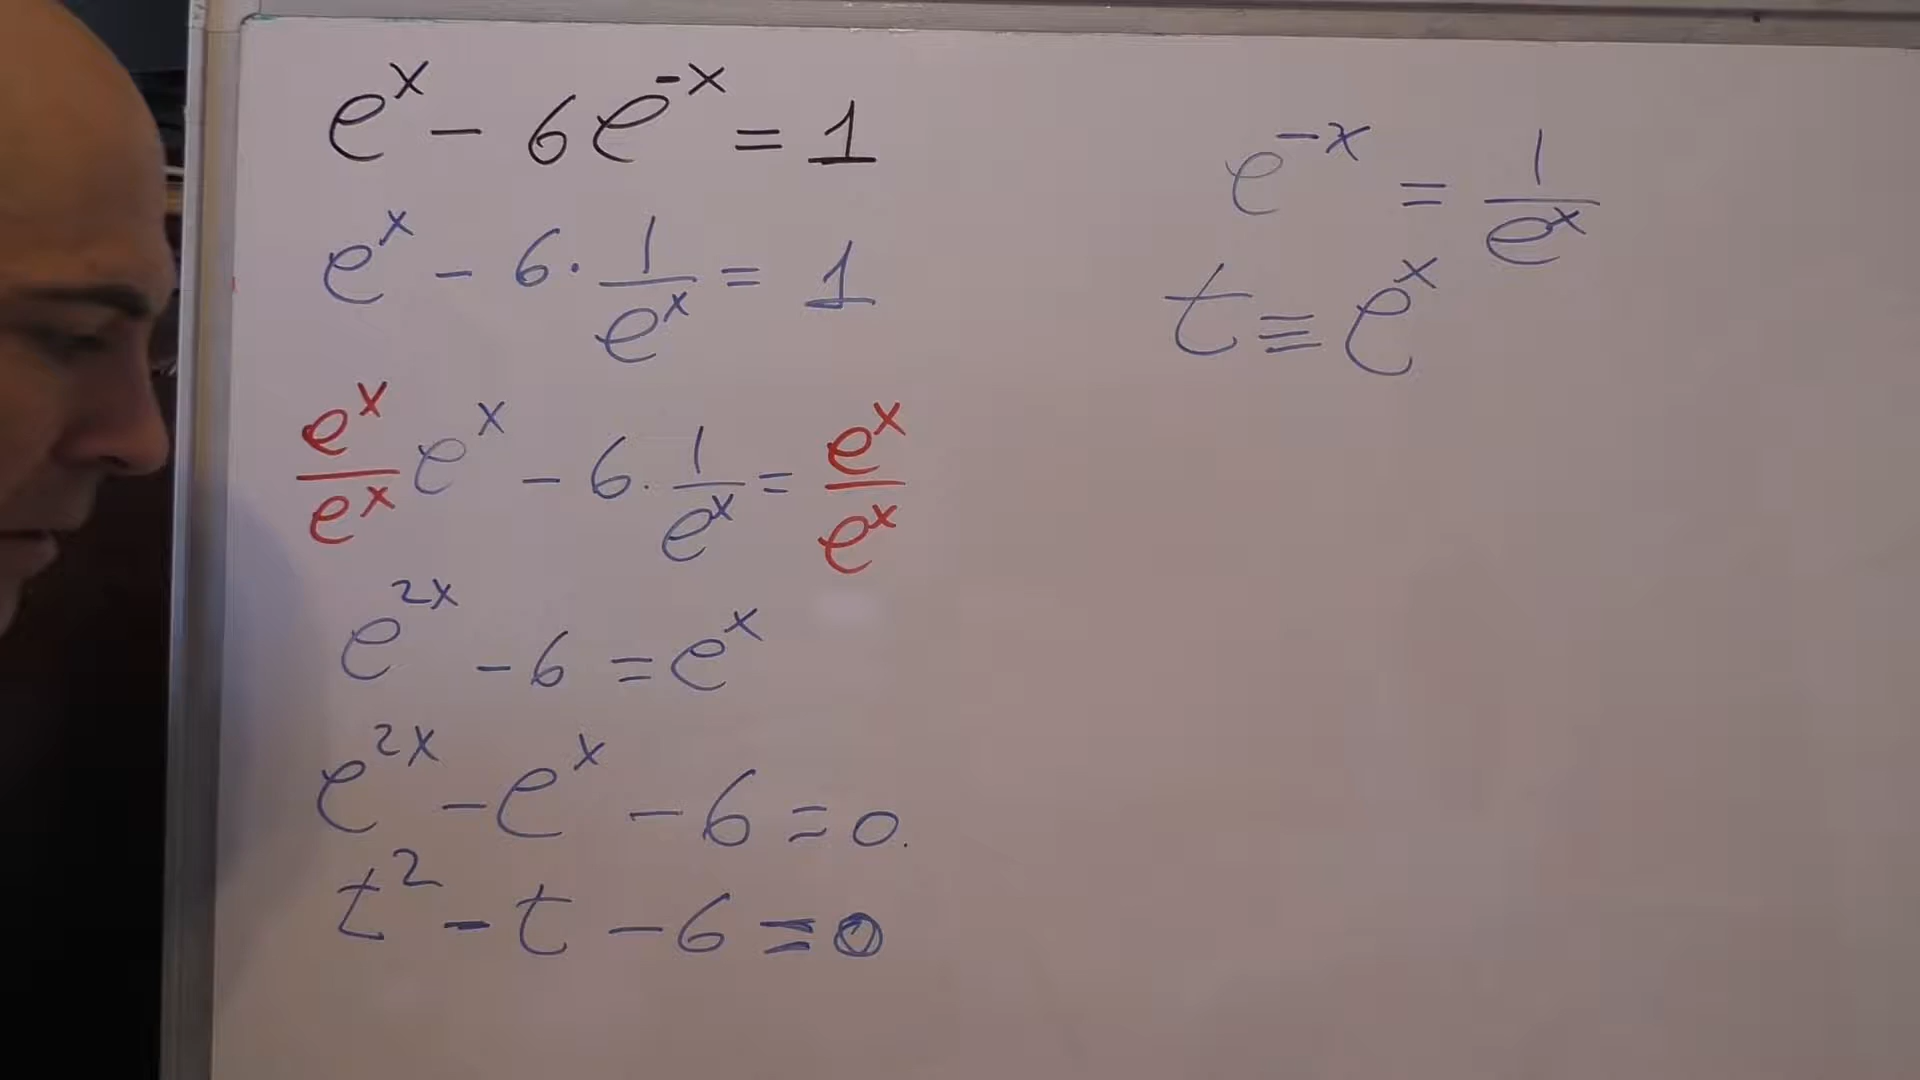 e^x - 6e^-x = 1
e^x - 6 · 1/e^x = 1
e^x/e^x e^x - 6 · 1/e^x = e^x/e^x
e^2x - 6 = e^x
e^2x - e^x - 6 = 0.
t^2 - t - 6 = 0
e^-x = 1/e^x
t ≡ e^x